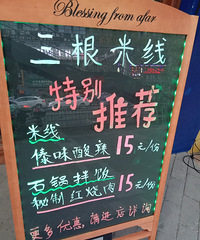 Blessing from afar
三根米线
特别
推荐
米线
傣味酸辣15元/份
石锅拌饭
秘制红烧肉15元/份
更多优惠请进店详询